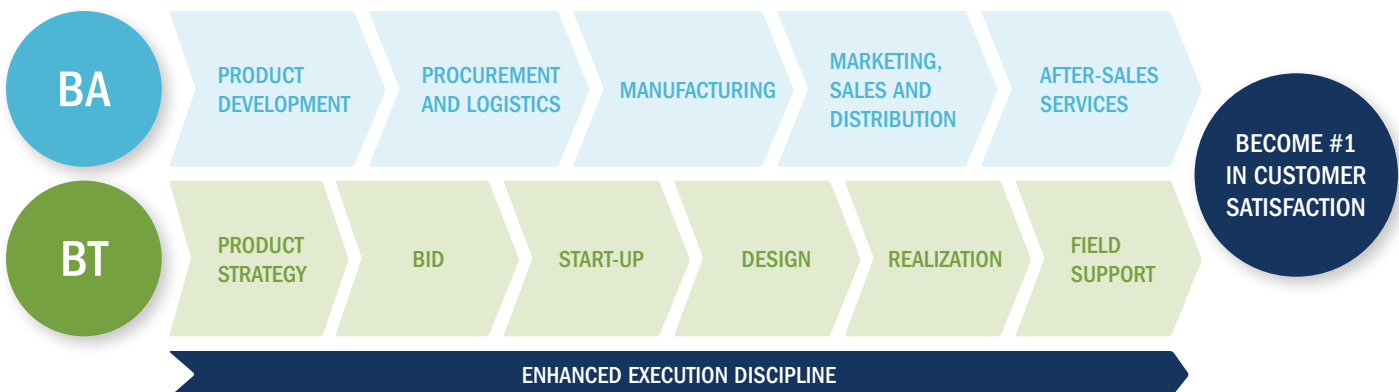 BA
PRODUCT
DEVELOPMENT
PROCUREMENT
AND LOGISTICS
MANUFACTURING
MARKETING,
SALES AND
DISTRIBUTION
AFTER-SALES
SERVICES
BECOME #1
IN CUSTOMER
SATISFACTION
BT
PRODUCT
STRATEGY
BID
START-UP
DESIGN
REALIZATION
FIELD
SUPPORT
ENHANCED EXECUTION DISCIPLINE